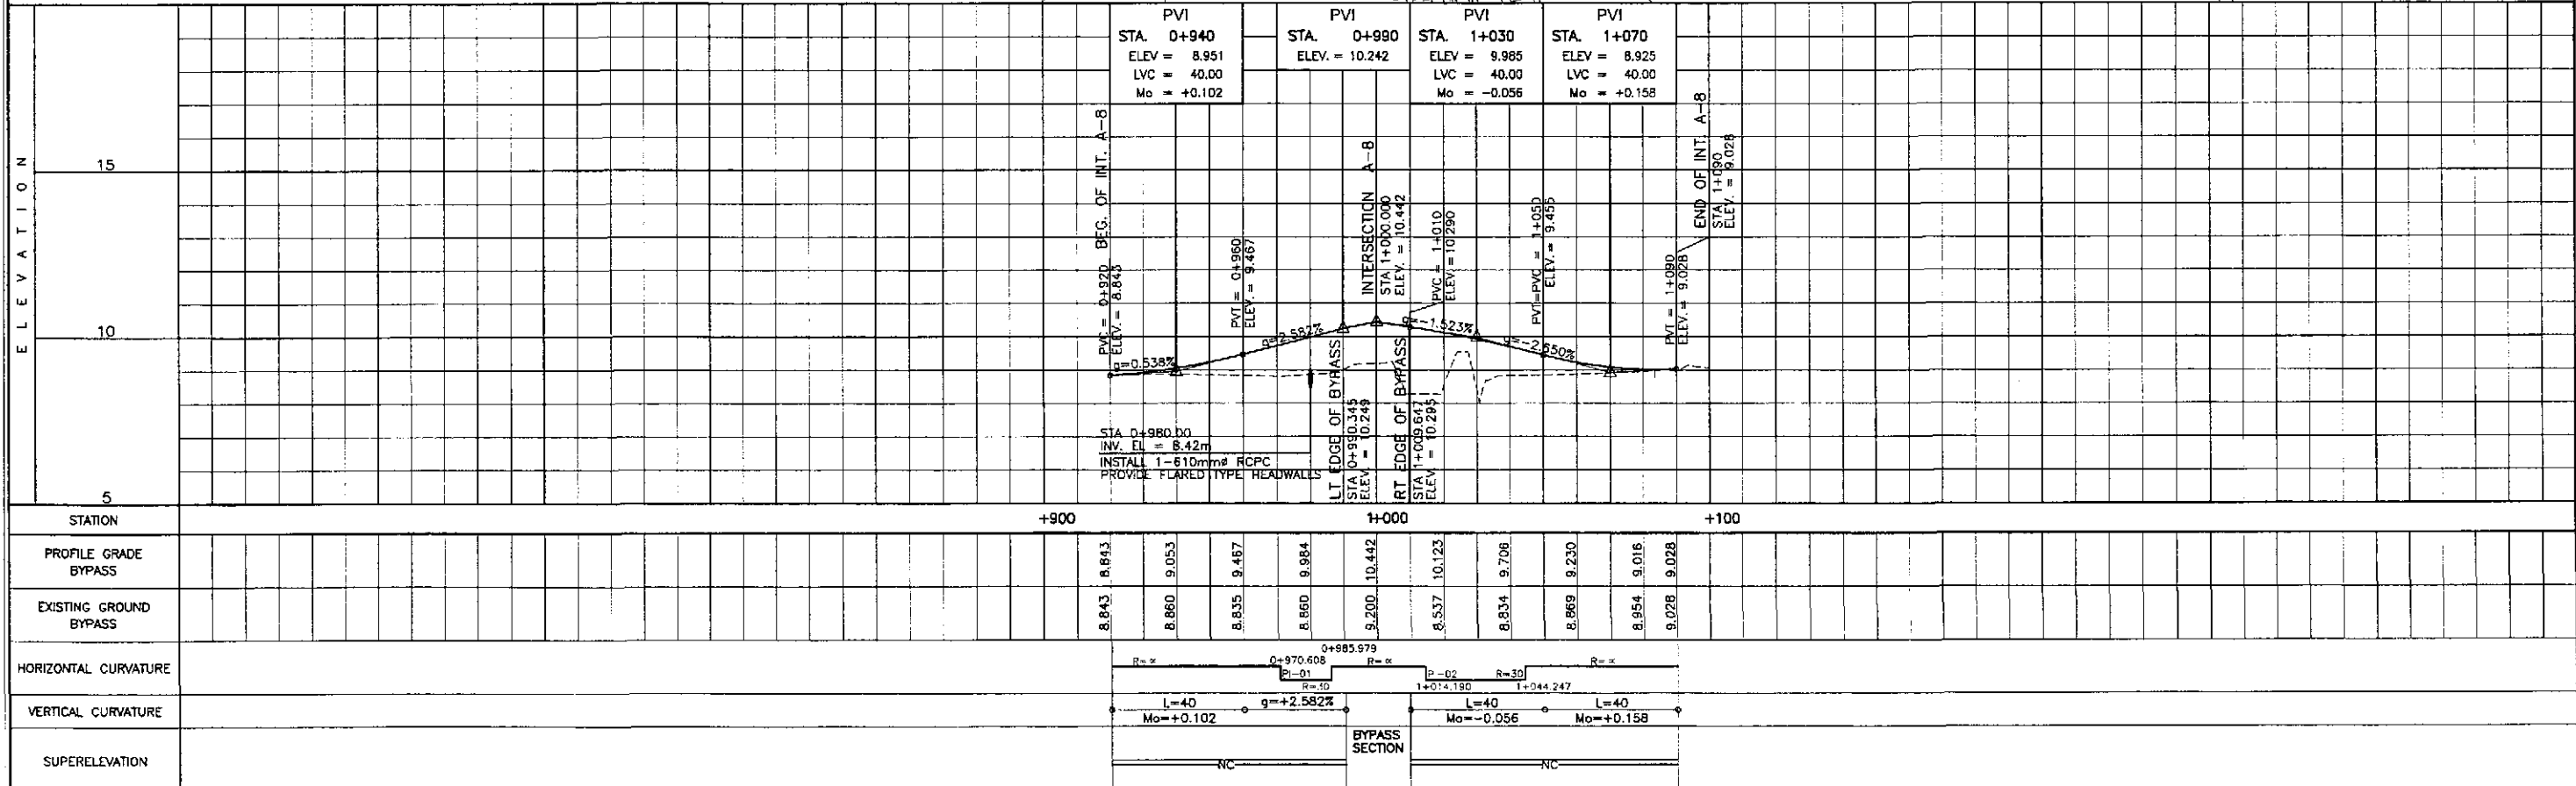 PVI
STA. 0+940
ELEV = 8.951
LVC = 40.00
Mo = +0.102
PVI
STA. 0+990
ELEV. = 10.242
PVI
STA. 1+030
ELEV = 9.985
LVC = 40.00
Mo = -0.056
PVI
STA. 1+070
ELEV = 8.925
LVC = 40.00
Mo = +0.158
ELEVATION
15
10
5
PVC = 0+920 BEG. OF INT. A-8
ELEV. = 8.843
g=0.538%
PVT = 0+960
ELEV. = 9.467
g=2.582%
INTERSECTION A-8
STA 1+000.000
ELEV. = 10.442
PVC = 1+010
ELEV. = 10.290
g=-1.523%
PVT=PVC = 1+050
ELEV. = 9.455
g=-2.650%
PVT = 1+090
ELEV. = 9.028
END OF INT. A-8
STA 1+090
ELEV. = 9.028
STA 0+980.00
INV. EL = 8.42m
INSTALL 1-610mmø RCPC
PROVIDE FLARED TYPE HEADWALLS
LT EDGE OF BYPASS
STA 0+990.345
ELEV. = 10.249
RT EDGE OF BYPASS
STA 1+009.647
ELEV. = 10.295
STATION
+900
1+000
+100
PROFILE GRADE
BYPASS
8.843 9.053 9.467 9.984 10.442 10.123 9.706 9.230 9.016 9.028
EXISTING GROUND
BYPASS
8.843 8.860 8.835 8.860 9.200 8.537 8.834 8.869 8.954 9.028
HORIZONTAL CURVATURE
0+985.979
R=∝ 0+970.608 R=∝ R=∝
PI-01 P-02 R=30
R=30 1+014.190 1+044.247
VERTICAL CURVATURE
L=40 g=+2.582% L=40 L=40
Mo=+0.102 Mo=-0.056 Mo=+0.158
SUPERELEVATION
BYPASS
SECTION
NC NC